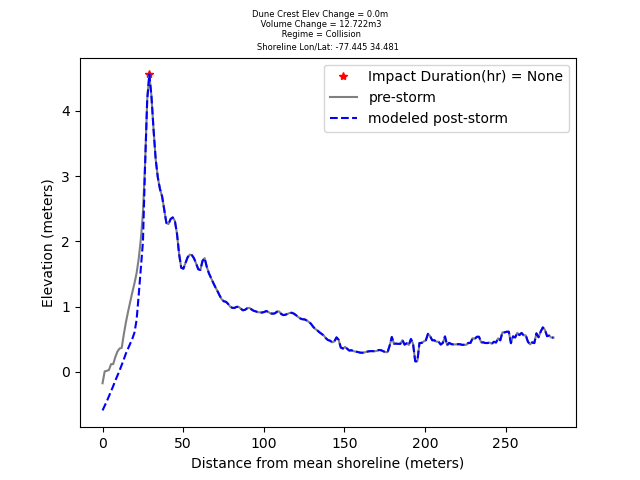 Dune Crest Elev Change = 0.0m
Volume Change = 12.722m3
Regime = Collision
Shoreline Lon/Lat: -77.445 34.481
Impact Duration(hr) = None
pre-storm
modeled post-storm
Elevation (meters)
4
3
2
1
0
0 50 100 150 200 250
Distance from mean shoreline (meters)